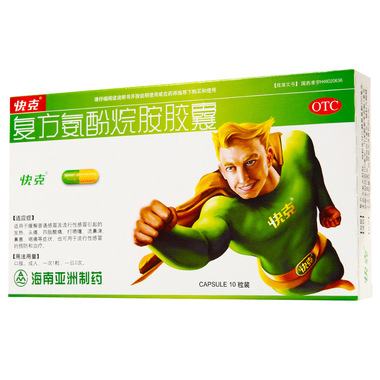 快克
请仔细阅读说明书并按说明使用或在药师指导下购买和使用
【批准文号】国药准字H46020636
OTC
复方氨酚烷胺胶囊
快克
快克
【适应症】
适用于缓解普通感冒及流行性感冒引起的
发热、头痛、四肢酸痛、打喷嚏、流鼻涕、
鼻塞、咽痛等症状，也可用于流行性感冒
的预防和治疗。
【用法用量】
口服。成人，一次1粒，一日2次。
海南亚洲制药
CAPSULE 10 粒装